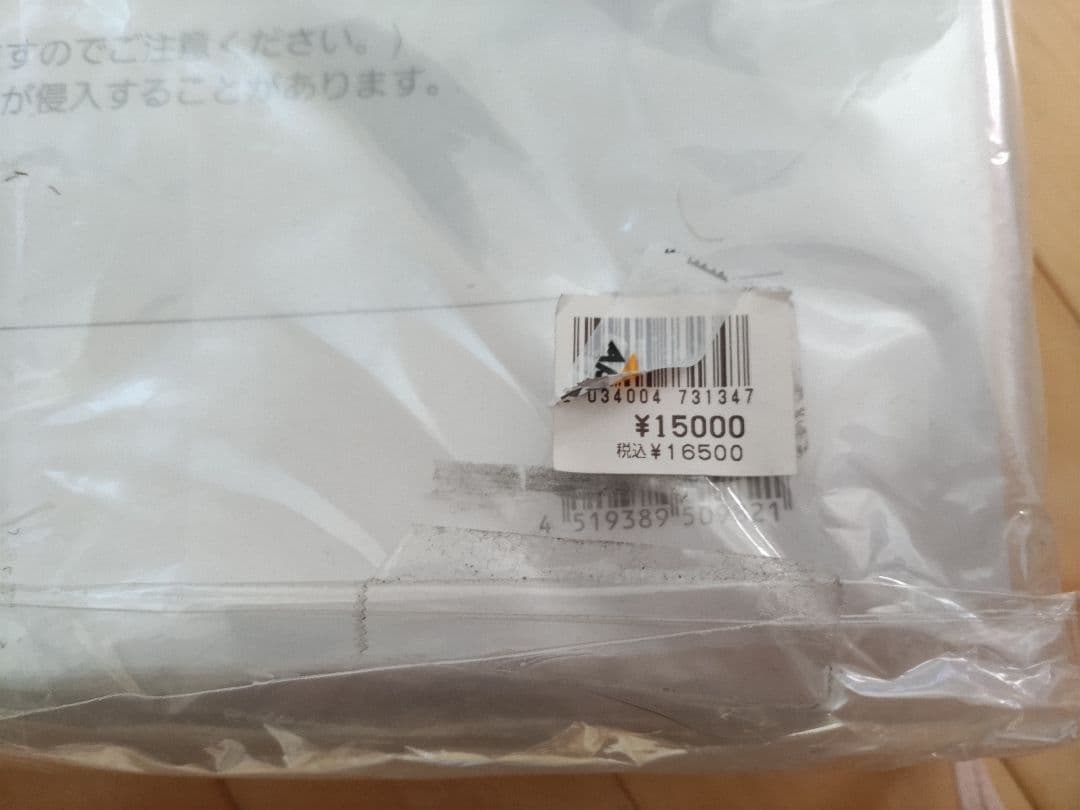 すのでご注意ください。)
が侵入することがあります。
034004 731347
¥15000
税込¥16500
4 519389